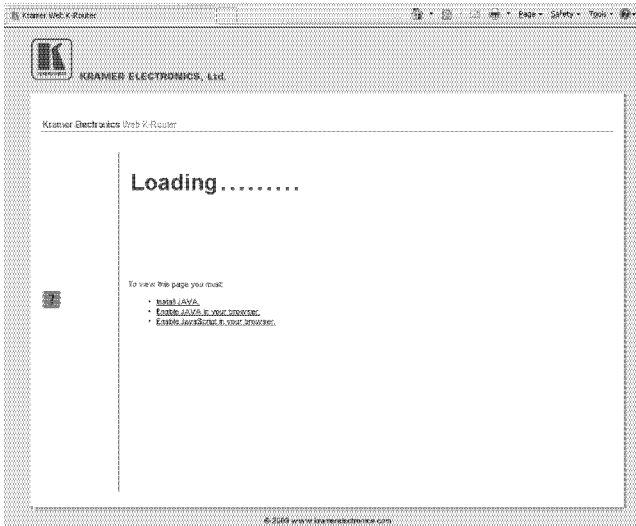 Kramer Web K-Router
Page Safety Tools
K
KRAMER ELECTRONICS, Ltd.
Kramer Electronics Web K-Router
Loading.........
To view this page you must:
• Install JAVA.
• Enable JAVA in your browser.
• Enable JavaScript in your browser.
?
© 2009 www.kramerelectronics.com